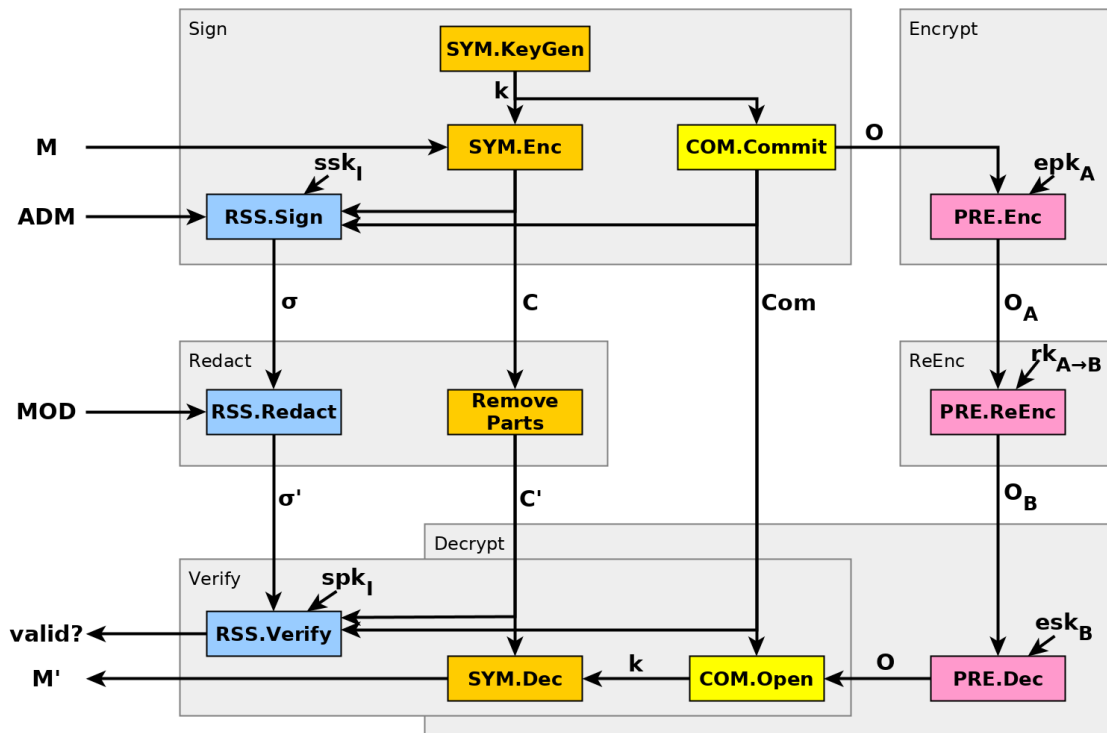 Sign
Encrypt
SYM.KeyGen
k
M
SYM.Enc
COM.Commit
O
ssk_I
epk_A
ADM
RSS.Sign
PRE.Enc
σ
C
Com
O_A
Redact
ReEnc
rk_A→B
MOD
RSS.Redact
Remove
Parts
PRE.ReEnc
σ'
C'
O_B
Decrypt
Verify
spk_I
valid?
RSS.Verify
esk_B
M'
SYM.Dec
k
COM.Open
O
PRE.Dec